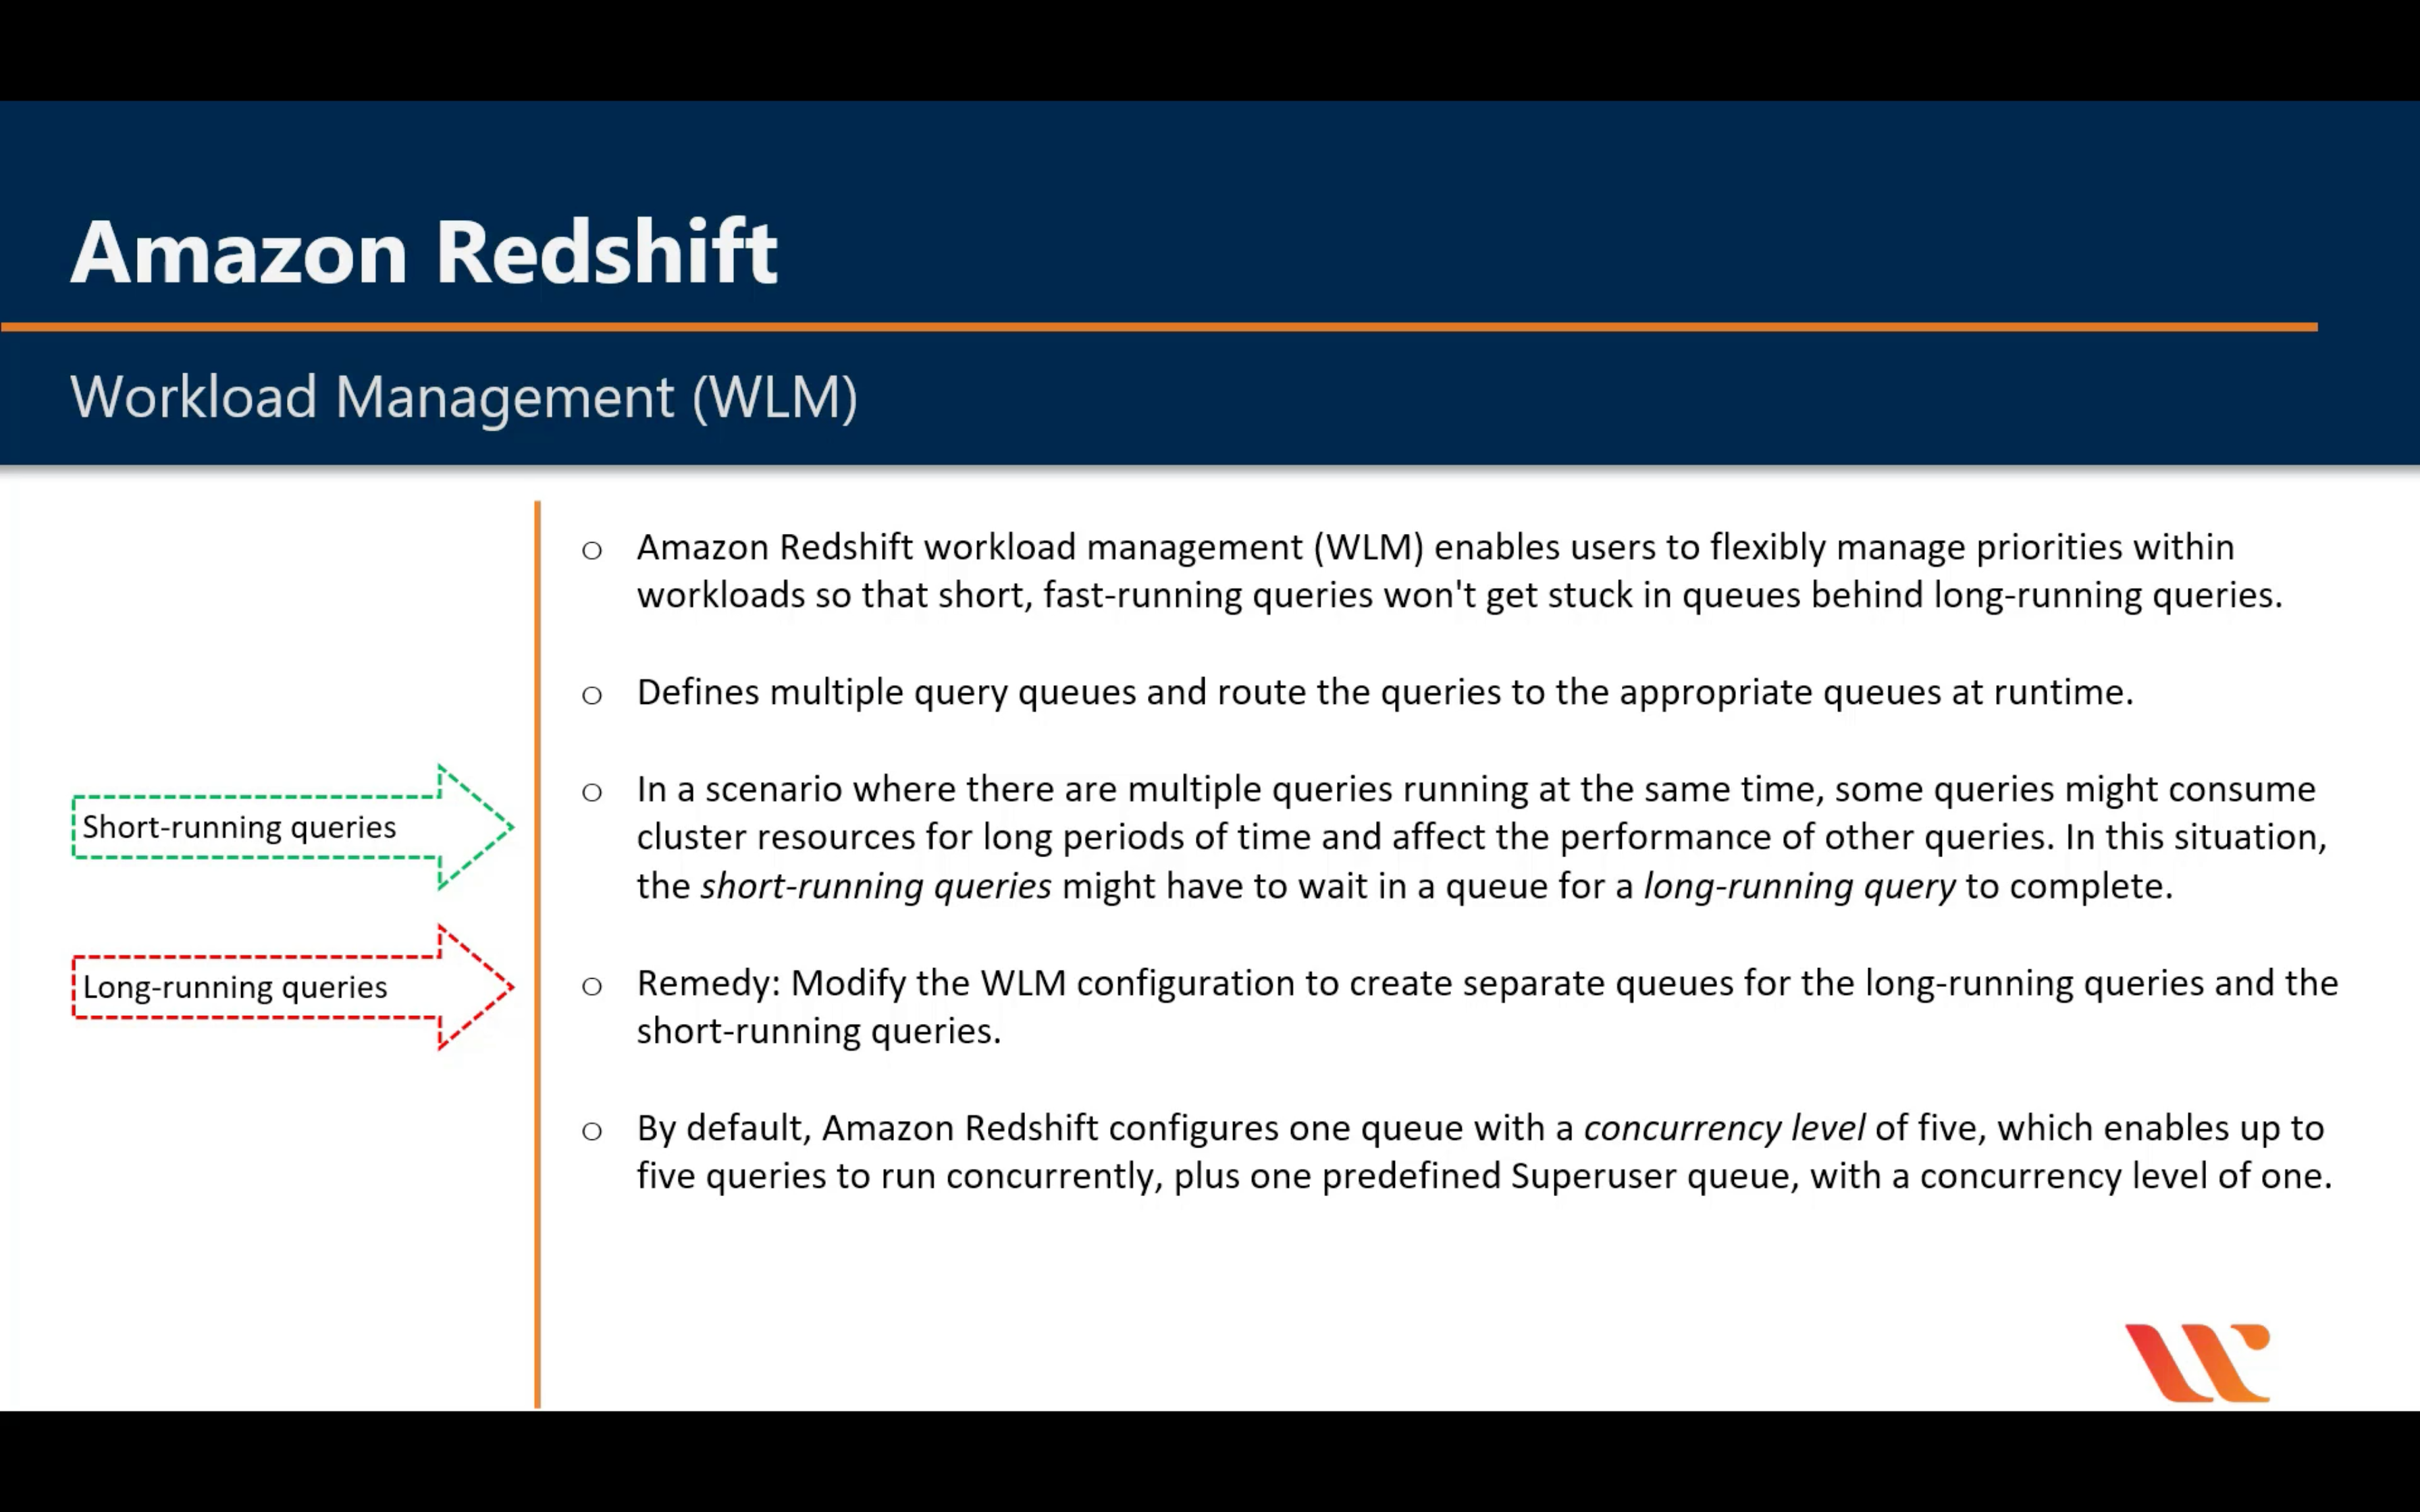 Amazon Redshift
Workload Management (WLM)
Short-running queries
Long-running queries
o Amazon Redshift workload management (WLM) enables users to flexibly manage priorities within
workloads so that short, fast-running queries won't get stuck in queues behind long-running queries.
o Defines multiple query queues and route the queries to the appropriate queues at runtime.
o In a scenario where there are multiple queries running at the same time, some queries might consume
cluster resources for long periods of time and affect the performance of other queries. In this situation,
the short-running queries might have to wait in a queue for a long-running query to complete.
o Remedy: Modify the WLM configuration to create separate queues for the long-running queries and the
short-running queries.
o By default, Amazon Redshift configures one queue with a concurrency level of five, which enables up to
five queries to run concurrently, plus one predefined Superuser queue, with a concurrency level of one.